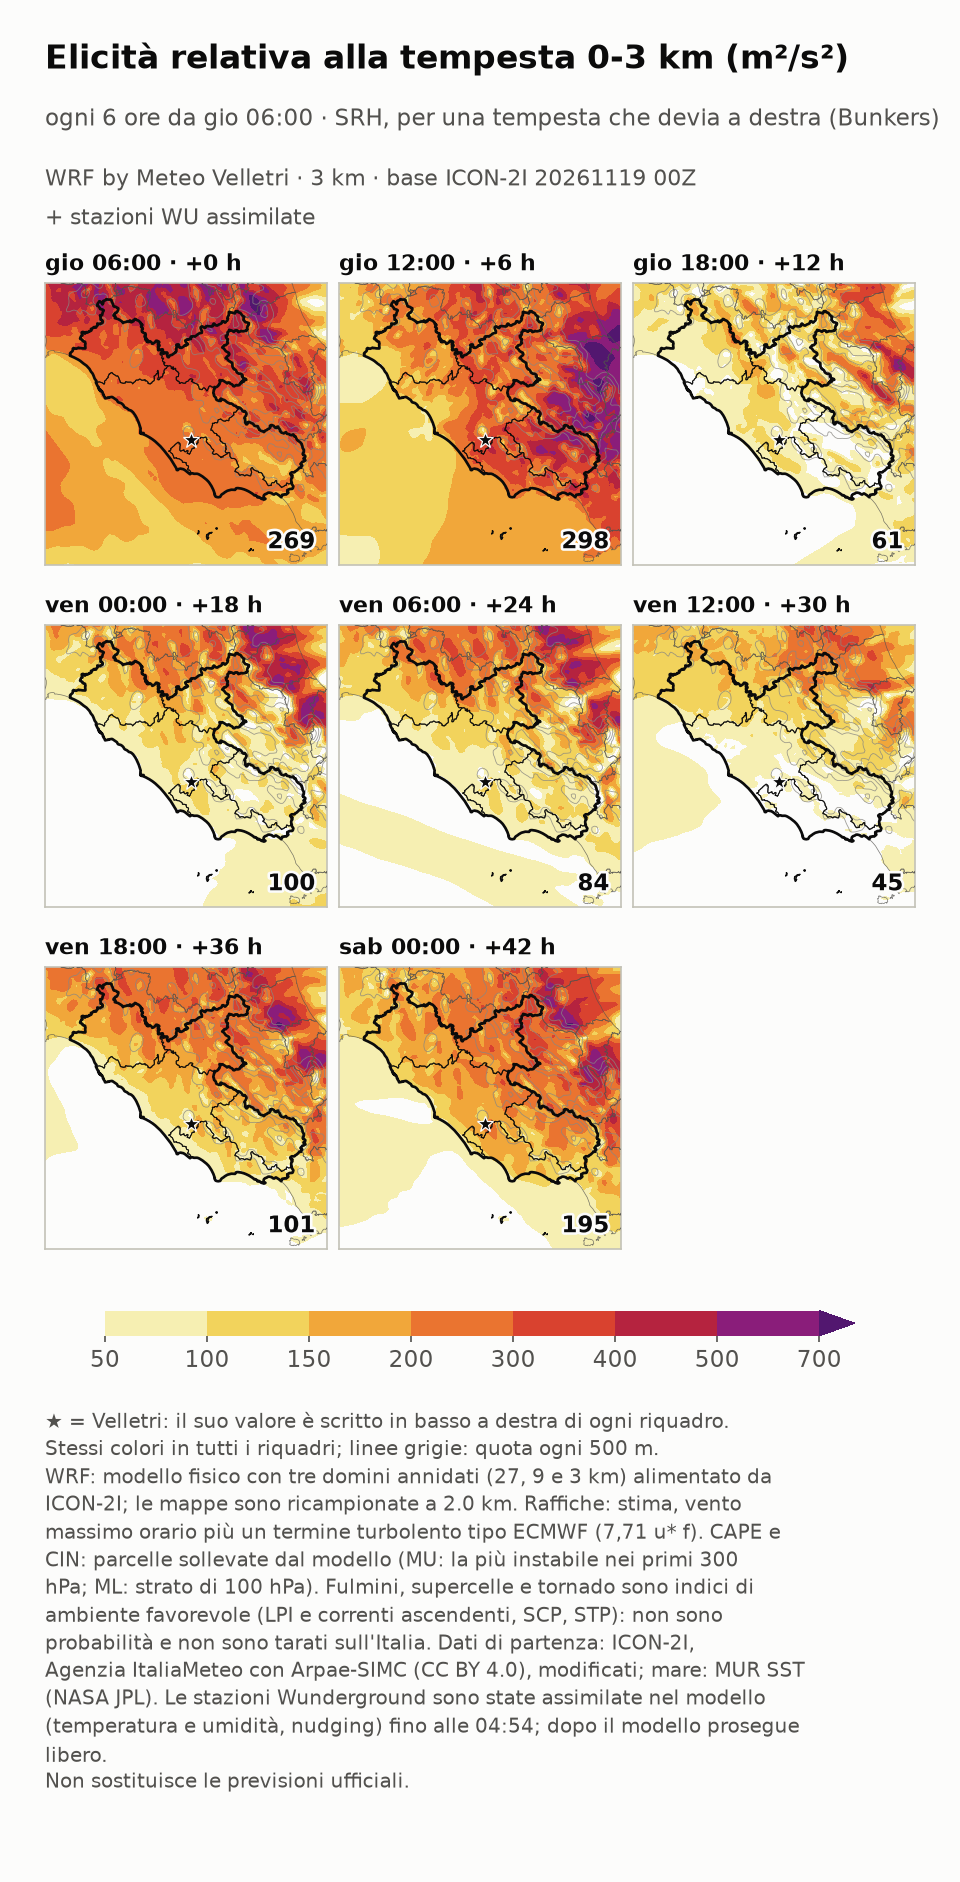 Elicità relativa alla tempesta 0-3 km (m²/s²)
ogni 6 ore da gio 06:00 · SRH, per una tempesta che devia a destra (Bunkers)
WRF by Meteo Velletri · 3 km · base ICON-2I 20261119 00Z
+ stazioni WU assimilate
gio 06:00 · +0 h
gio 12:00 · +6 h
gio 18:00 · +12 h
269
298
61
ven 00:00 · +18 h
ven 06:00 · +24 h
ven 12:00 · +30 h
100
84
45
ven 18:00 · +36 h
sab 00:00 · +42 h
101
195
50 100 150 200 300 400 500 700
★ = Velletri: il suo valore è scritto in basso a destra di ogni riquadro.
Stessi colori in tutti i riquadri; linee grigie: quota ogni 500 m.
WRF: modello fisico con tre domini annidati (27, 9 e 3 km) alimentato da
ICON-2I; le mappe sono ricampionate a 2.0 km. Raffiche: stima, vento
massimo orario più un termine turbolento tipo ECMWF (7,71 u* f). CAPE e
CIN: parcelle sollevate dal modello (MU: la più instabile nei primi 300
hPa; ML: strato di 100 hPa). Fulmini, supercelle e tornado sono indici di
ambiente favorevole (LPI e correnti ascendenti, SCP, STP): non sono
probabilità e non sono tarati sull'Italia. Dati di partenza: ICON-2I,
Agenzia ItaliaMeteo con Arpae-SIMC (CC BY 4.0), modificati; mare: MUR SST
(NASA JPL). Le stazioni Wunderground sono state assimilate nel modello
(temperatura e umidità, nudging) fino alle 04:54; dopo il modello prosegue
libero.
Non sostituisce le previsioni ufficiali.